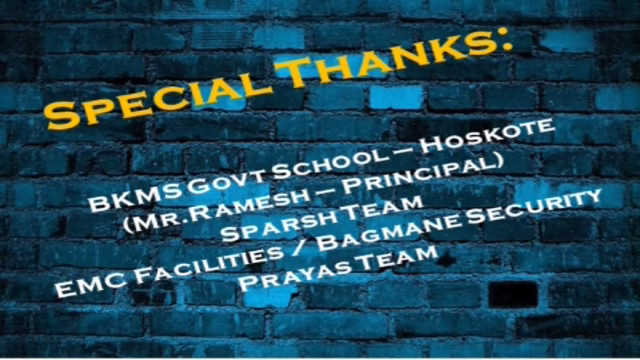 Special Thanks:
BKMS Govt School – Hoskote
(Mr.Ramesh – Principal)
Sparsh Team
EMC Facilities / Bagmane Security
Prayas Team